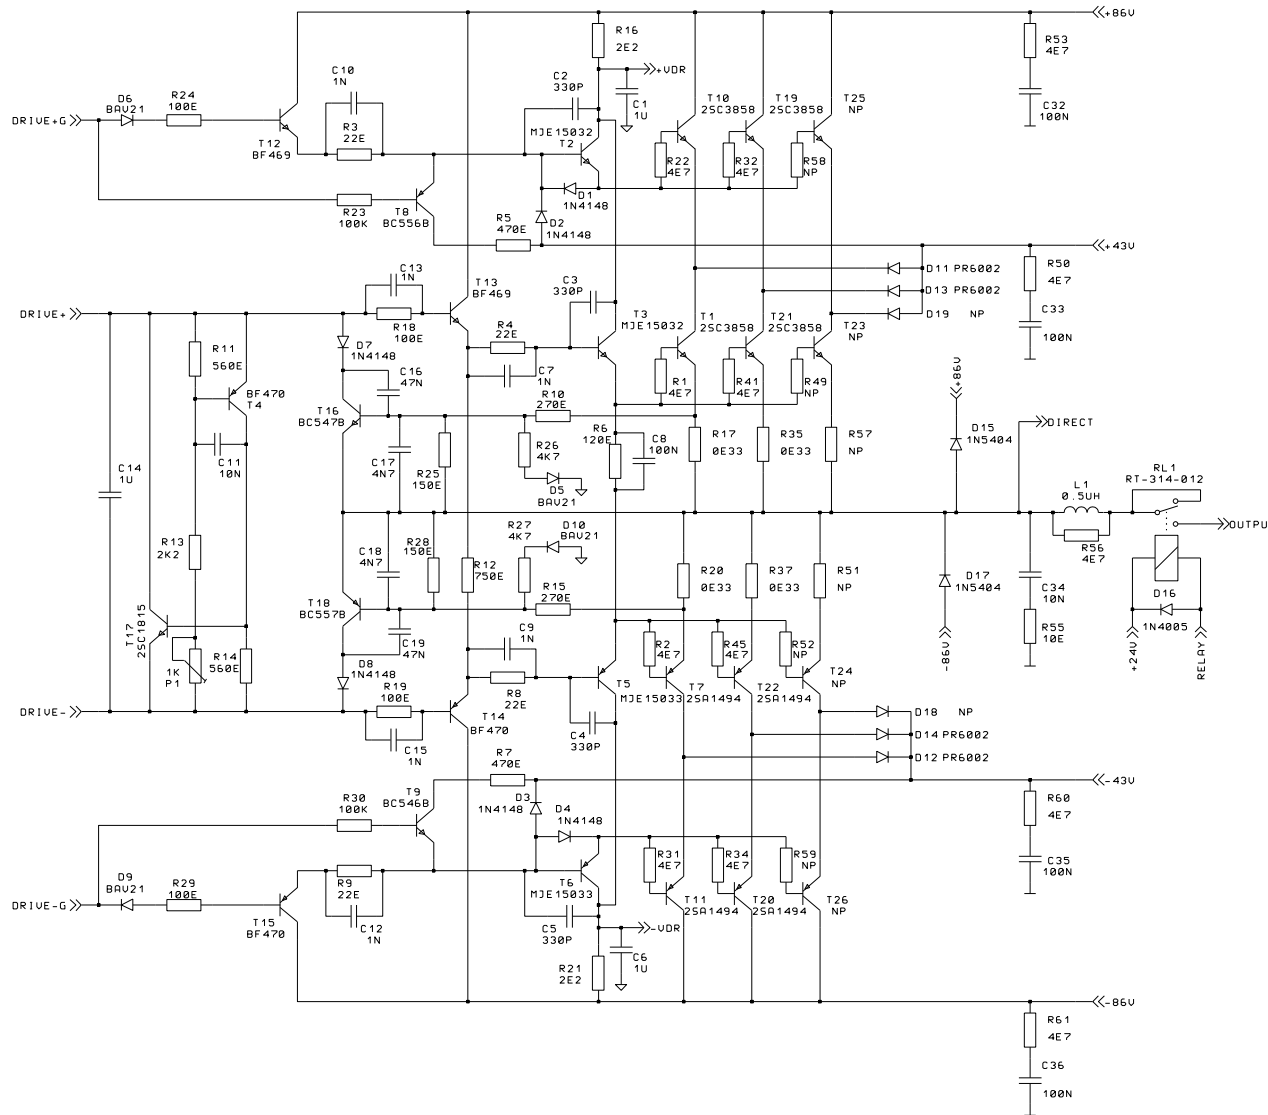 +86V
R16
2E2
R53
4E7
C10
1N
C2
330P
+VDR
D6
BAV21
R24
100E
C1
1U
T10
2SC3858
T19
2SC3858
T25
NP
C32
100N
DRIVE+G
R3
22E
MJE15032
T2
T12
BF469
R22
4E7
R32
4E7
R58
NP
D1
1N4148
R23
100K
T8
BC556B
R5
470E
D2
1N4148
+43V
C13
1N
T13
BF469
C3
330P
D11 PR6002
D13 PR6002
D19 NP
R50
4E7
C33
100N
DRIVE+
R18
100E
R4
22E
T3
MJE15032
T1
2SC3858
T21
2SC3858
T23
NP
R11
560E
D7
1N4148
C16
47N
C7
1N
R10
270E
R1
4E7
R41
4E7
R49
NP
+86V
BF470
T4
T16
BC547B
R6
120E
C8
100N
R17
0E33
R35
0E33
R57
NP
D15
1N5404
DIRECT
C14
1U
C11
10N
C17
4N7
R25
150E
R26
4K7
D5
BAV21
RL1
RT-314-012
L1
0.5UH
OUTPU
R13
2K2
C18
4N7
R28
150E
R27
4K7
D10
BAV21
R12
750E
R15
270E
R20
0E33
R37
0E33
R51
NP
R56
4E7
D17
1N5404
C34
10N
R55
10E
D16
1N4005
T18
BC557B
T17
2SC1815
C19
47N
C9
1N
R2
4E7
R45
4E7
R52
NP
-86V
+24V
RELAY
1K
P1
R14
560E
D8
1N4148
R19
100E
R8
22E
T5
MJE15033
T7
2SA1494
T22
2SA1494
T24
NP
DRIVE-
C15
1N
T14
BF470
C4
330P
D18 NP
D14 PR6002
D12 PR6002
R7
470E
-43V
R30
100K
T9
BC546B
D3
1N4148
D4
1N4148
R60
4E7
C35
100N
D9
BAV21
R29
100E
R9
22E
T6
MJE15033
R31
4E7
R34
4E7
R59
NP
DRIVE-G
T15
BF470
C12
1N
C5
330P
-VDR
T11
2SA1494
T20
2SA1494
T26
NP
R21
2E2
C6
1U
-86V
R61
4E7
C36
100N